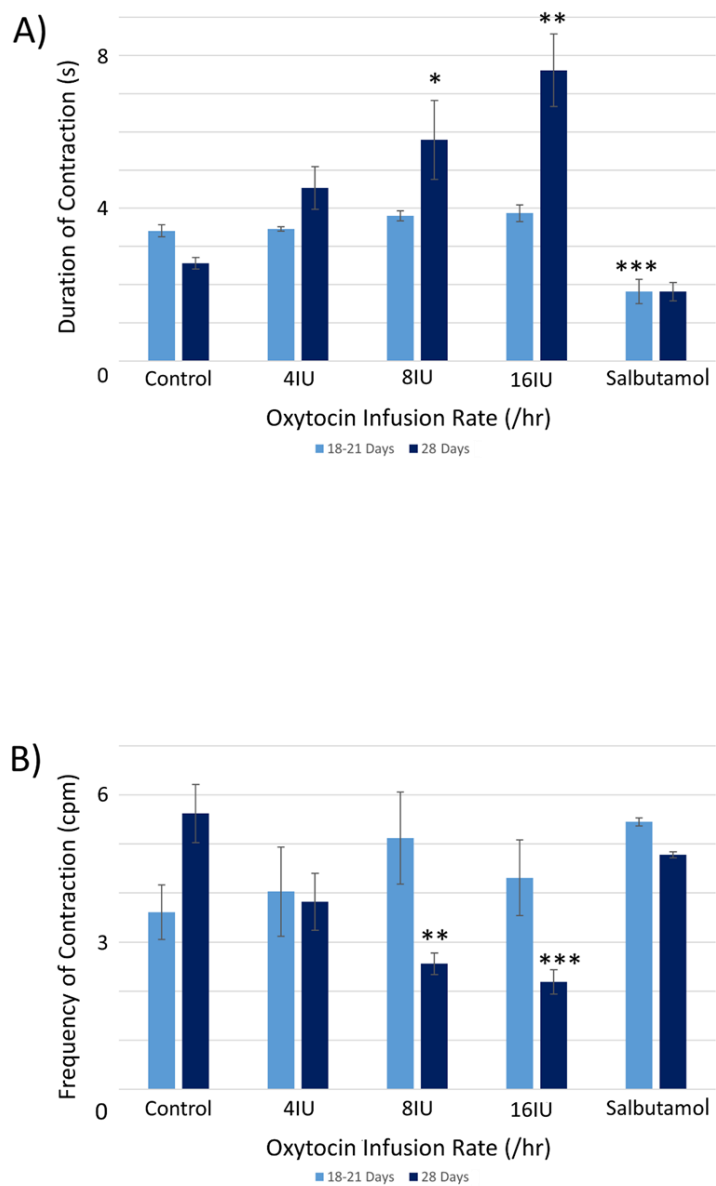 A)
Duration of Contraction (s)
8
4
0
*
**
***
Control 4IU 8IU 16IU Salbutamol
Oxytocin Infusion Rate (/hr)
18-21 Days 28 Days
B)
Frequency of Contraction (cpm)
6
3
0
**
***
Control 4IU 8IU 16IU Salbutamol
Oxytocin Infusion Rate (/hr)
18-21 Days 28 Days